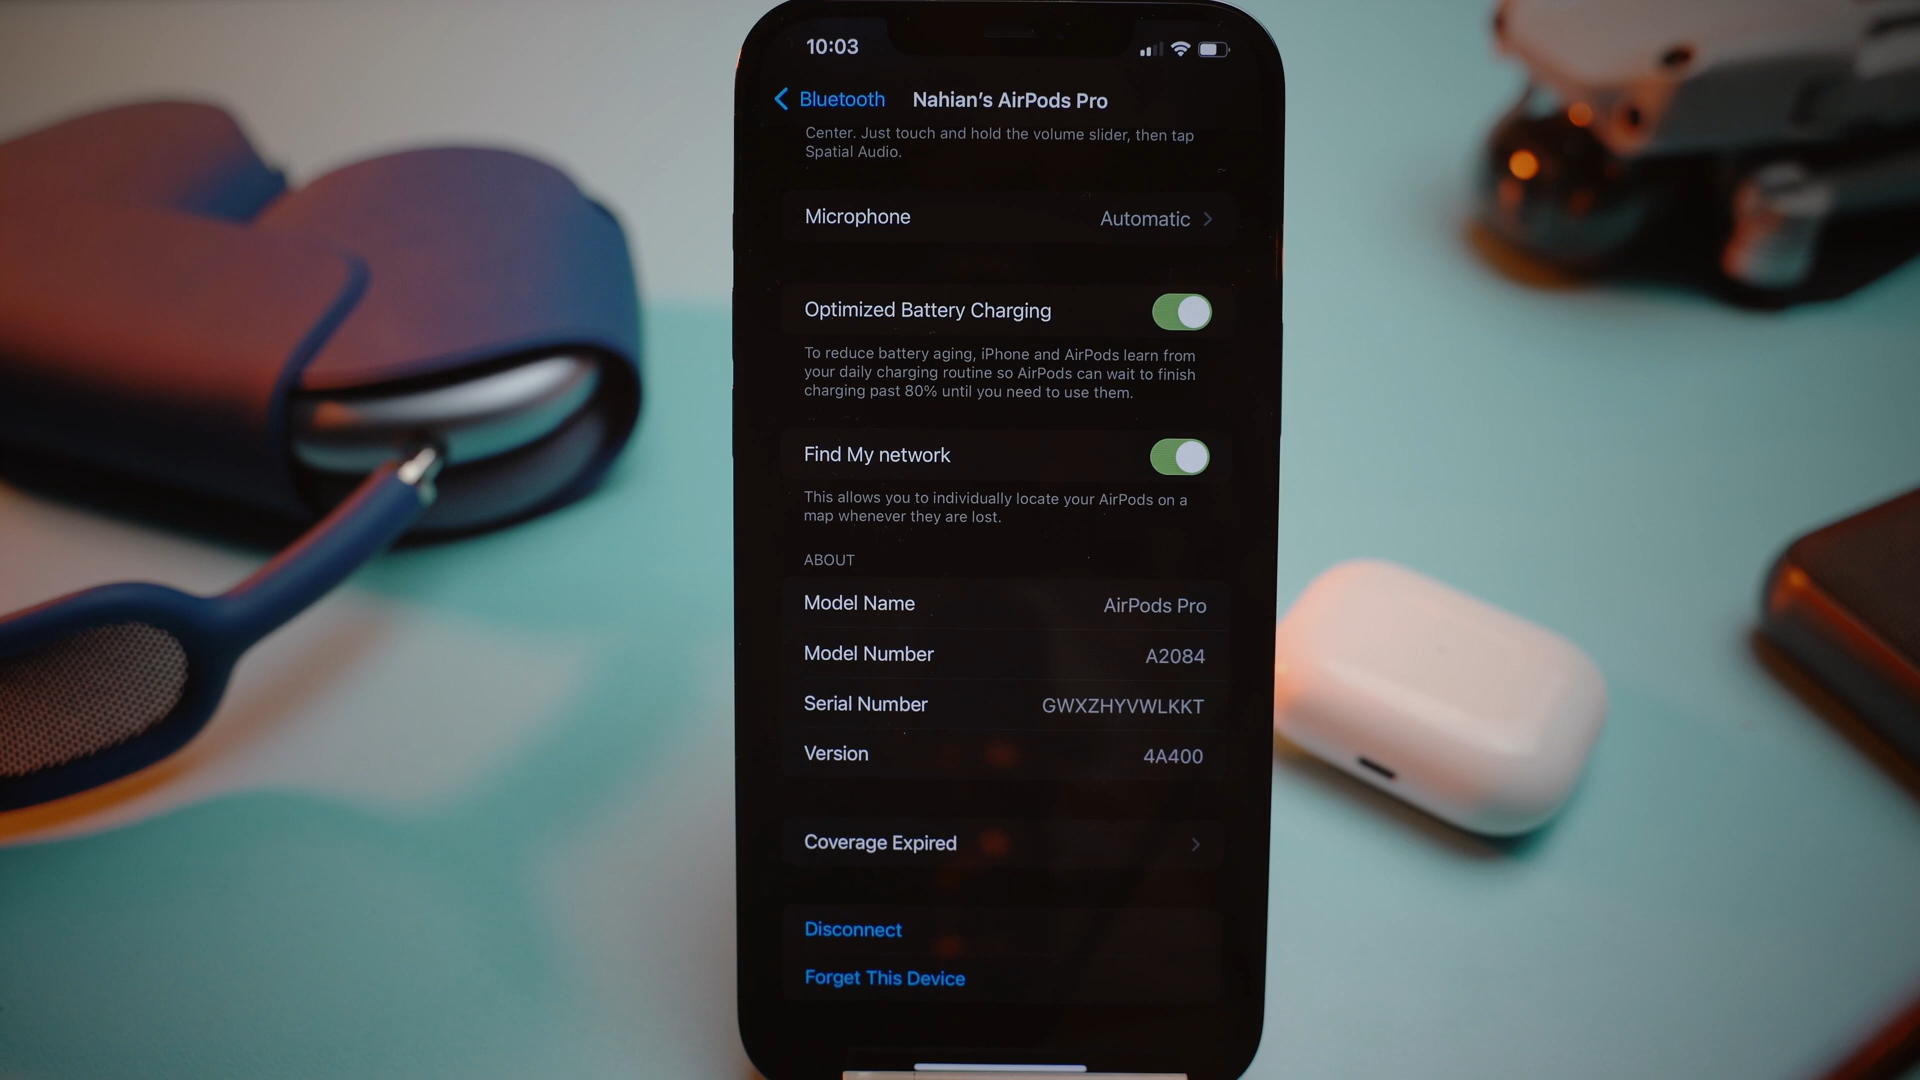 10:03
Bluetooth
Nahian’s AirPods Pro
Center. Just touch and hold the volume slider, then tap
Spatial Audio.
Microphone
Automatic
Optimized Battery Charging
To reduce battery aging, iPhone and AirPods learn from
your daily charging routine so AirPods can wait to finish
charging past 80% until you need to use them.
Find My network
This allows you to individually locate your AirPods on a
map whenever they are lost.
ABOUT
Model Name
AirPods Pro
Model Number
A2084
Serial Number
GWXZHYVWLKKT
Version
4A400
Coverage Expired
Disconnect
Forget This Device